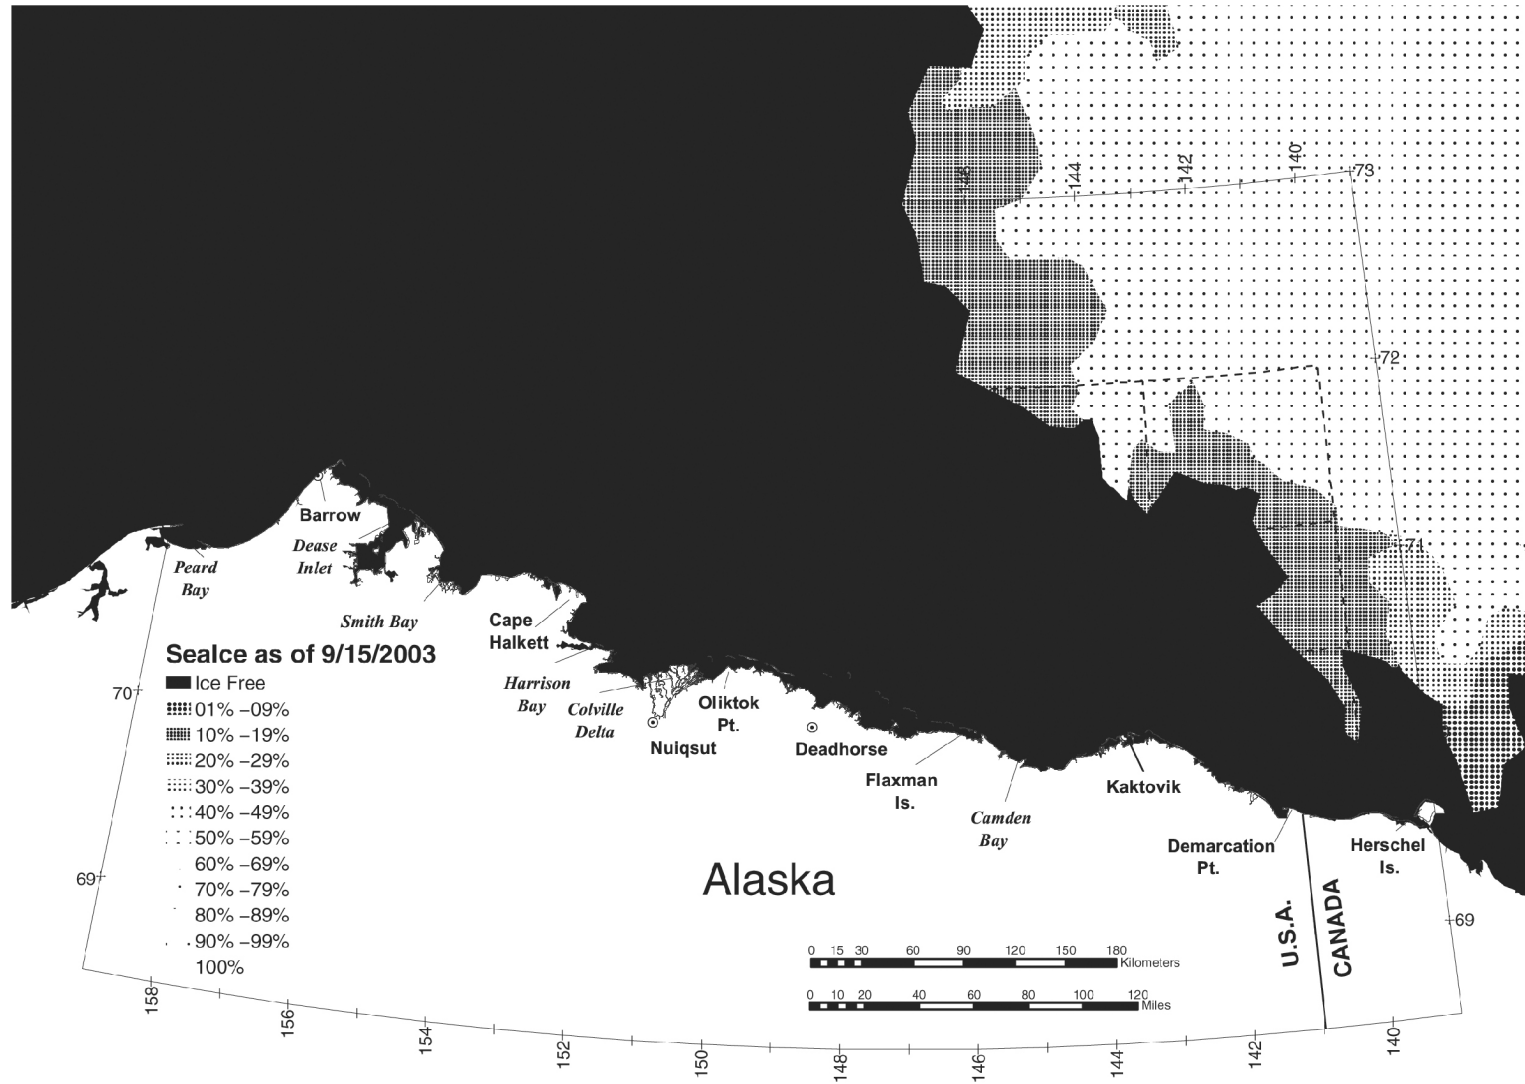 146
144
142
140
73
72
71
Barrow
Dease
Inlet
Peard
Bay
Smith Bay
Cape
Halkett
Harrison
Bay
Colville
Delta
Oliktok
Pt.
Nuiqsut
Deadhorse
Flaxman
Is.
Camden
Bay
Kaktovik
Demarcation
Pt.
Herschel
Is.
SeaIce as of 9/15/2003
Ice Free
01% –09%
10% –19%
20% –29%
30% –39%
40% –49%
50% –59%
60% –69%
70% –79%
80% –89%
90% –99%
100%
70
69
Alaska
U.S.A.
CANADA
69
0 15 30 60 90 120 150 180
Kilometers
0 10 20 40 60 80 100 120
Miles
158
156
154
152
150
148
146
144
142
140